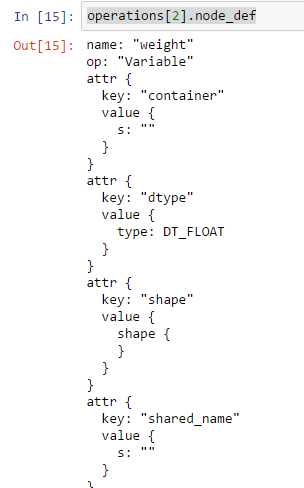 In [15]: operations[2].node_def
Out[15]: name: "weight"
op: "Variable"
attr {
  key: "container"
  value {
    s: ""
  }
}
attr {
  key: "dtype"
  value {
    type: DT_FLOAT
  }
}
attr {
  key: "shape"
  value {
    shape {
    }
  }
}
attr {
  key: "shared_name"
  value {
    s: ""
  }
}